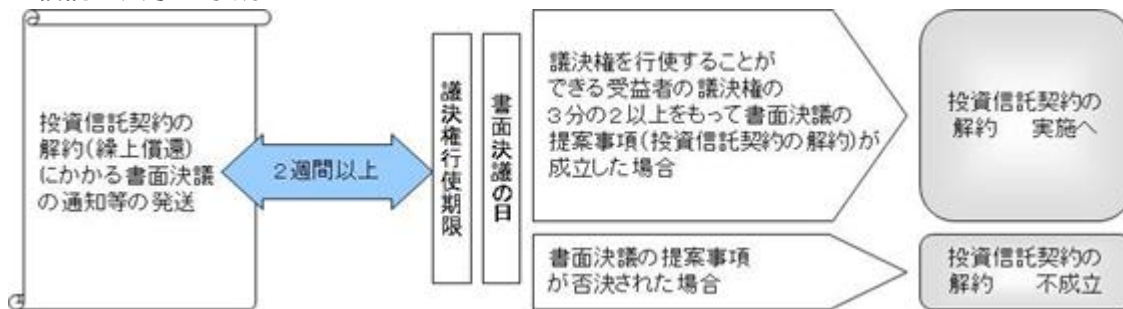 投資信託契約の
解約(繰上償還)
にかかる書面決議
の通知等の発送
2週間以上
議決権行使期限
書面決議の日
議決権を行使することが
できる受益者の議決権の
3分の2以上をもって書面決議の
提案事項(投資信託契約の解約)が
成立した場合
投資信託契約の
解約　実施へ
書面決議の提案事項
が否決された場合
投資信託契約の
解約　不成立